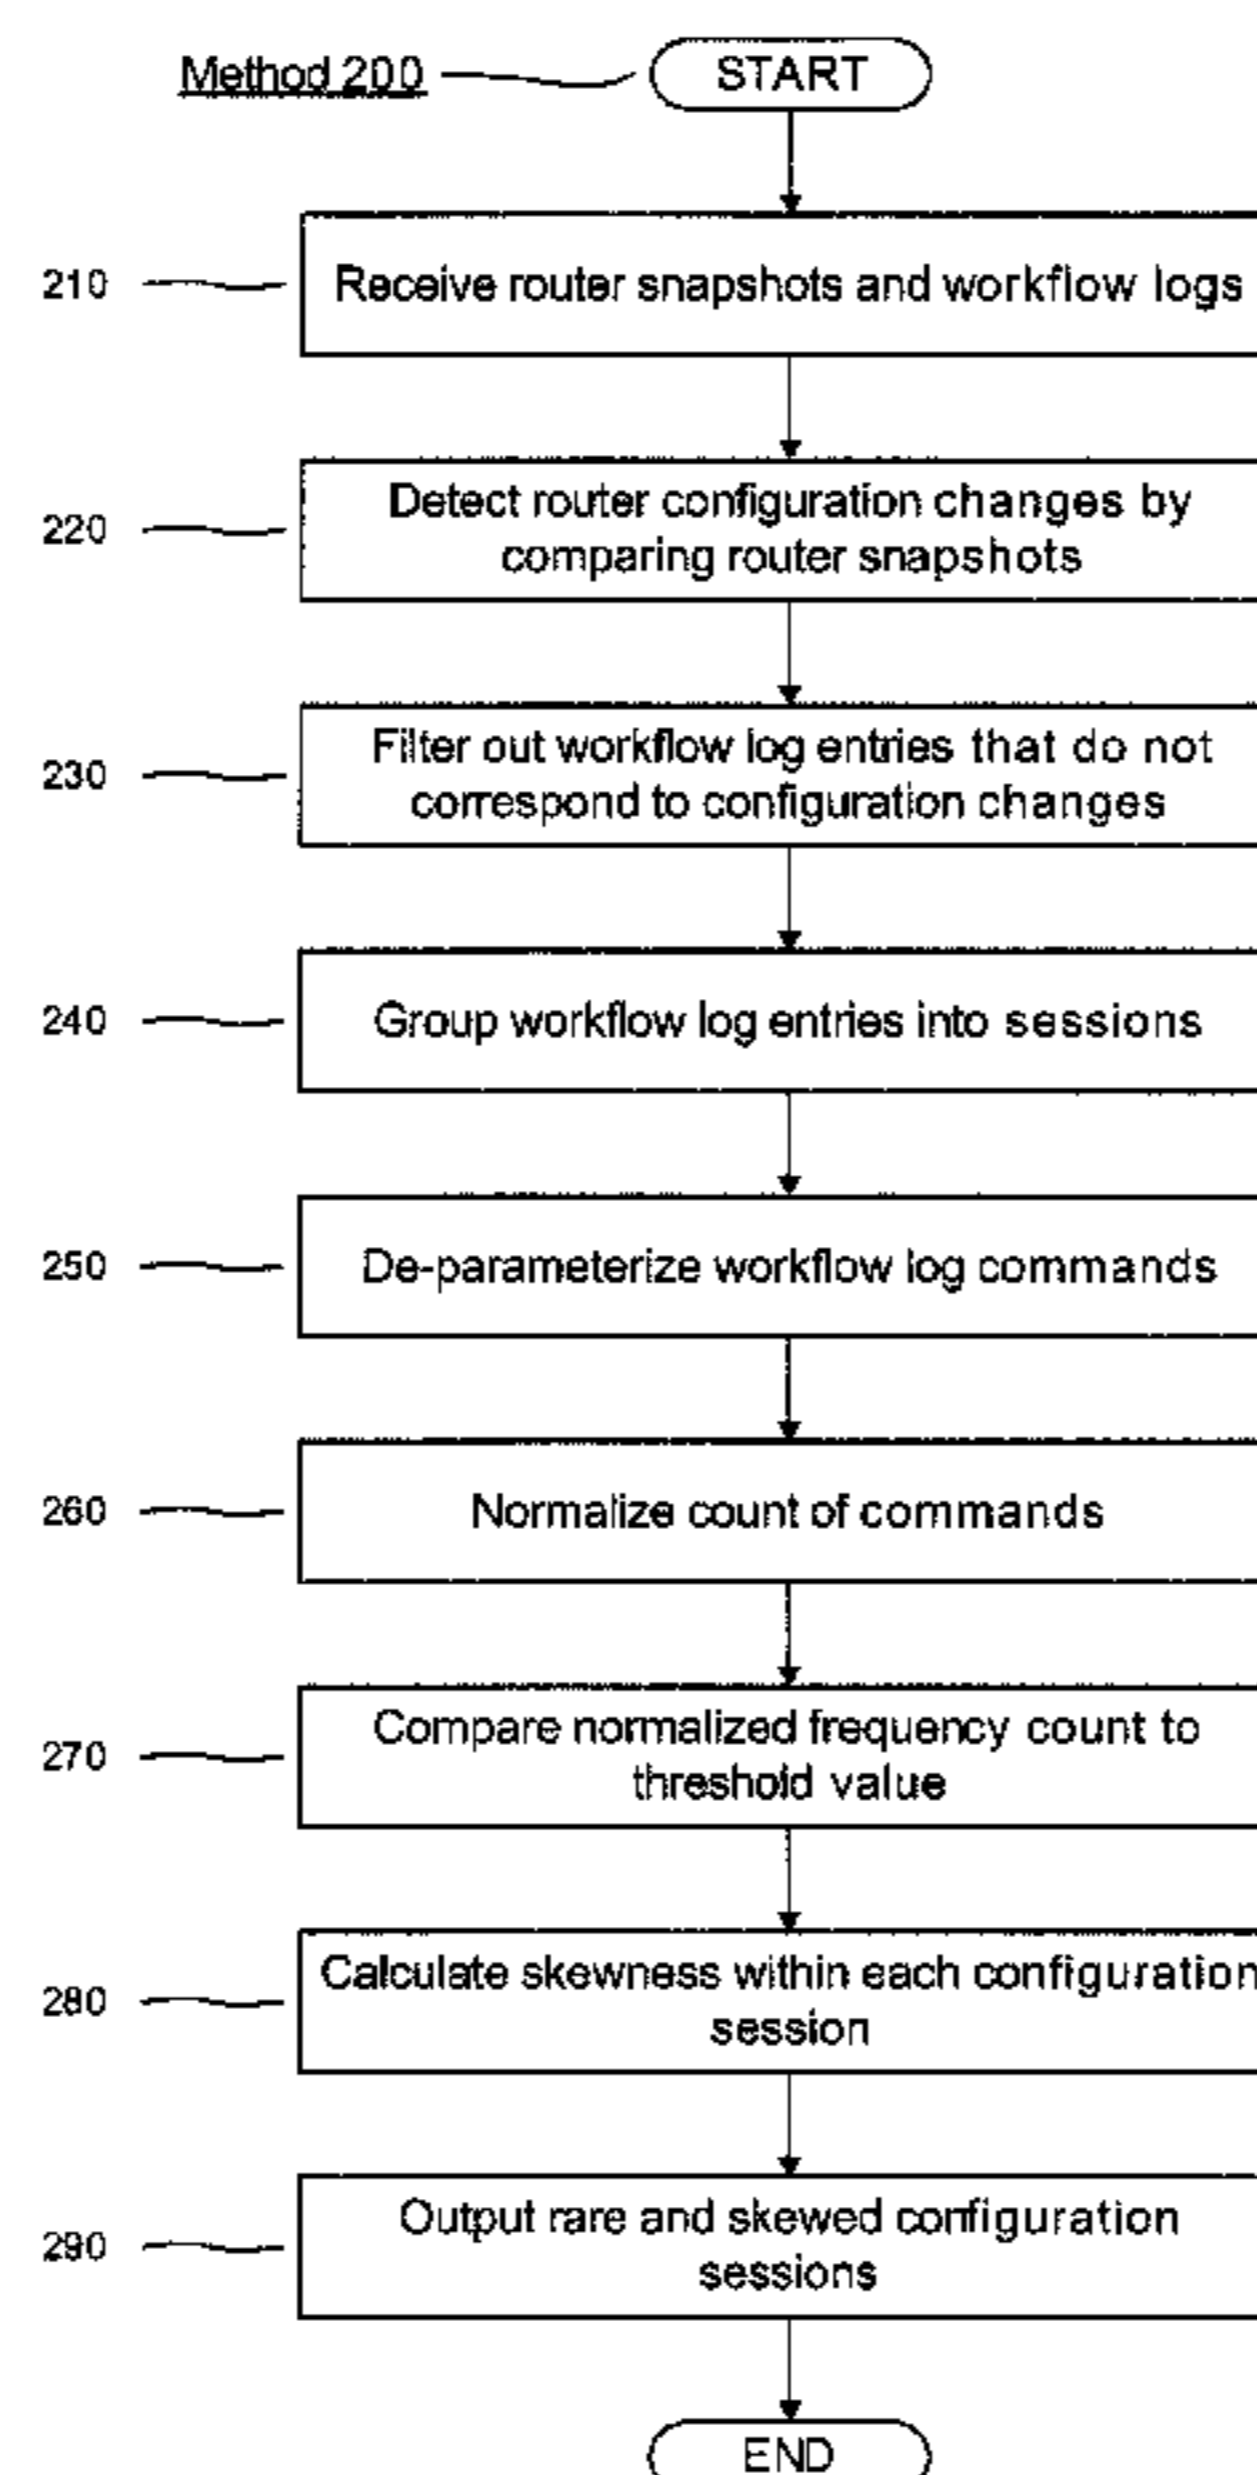 Method 200
START
210
Receive router snapshots and workflow logs
220
Detect router configuration changes by
comparing router snapshots
230
Filter out workflow log entries that do not
correspond to configuration changes
240
Group workflow log entries into sessions
250
De-parameterize workflow log commands
260
Normalize count of commands
270
Compare normalized frequency count to
threshold value
280
Calculate skewness within each configuration
session
290
Output rare and skewed configuration
sessions
END